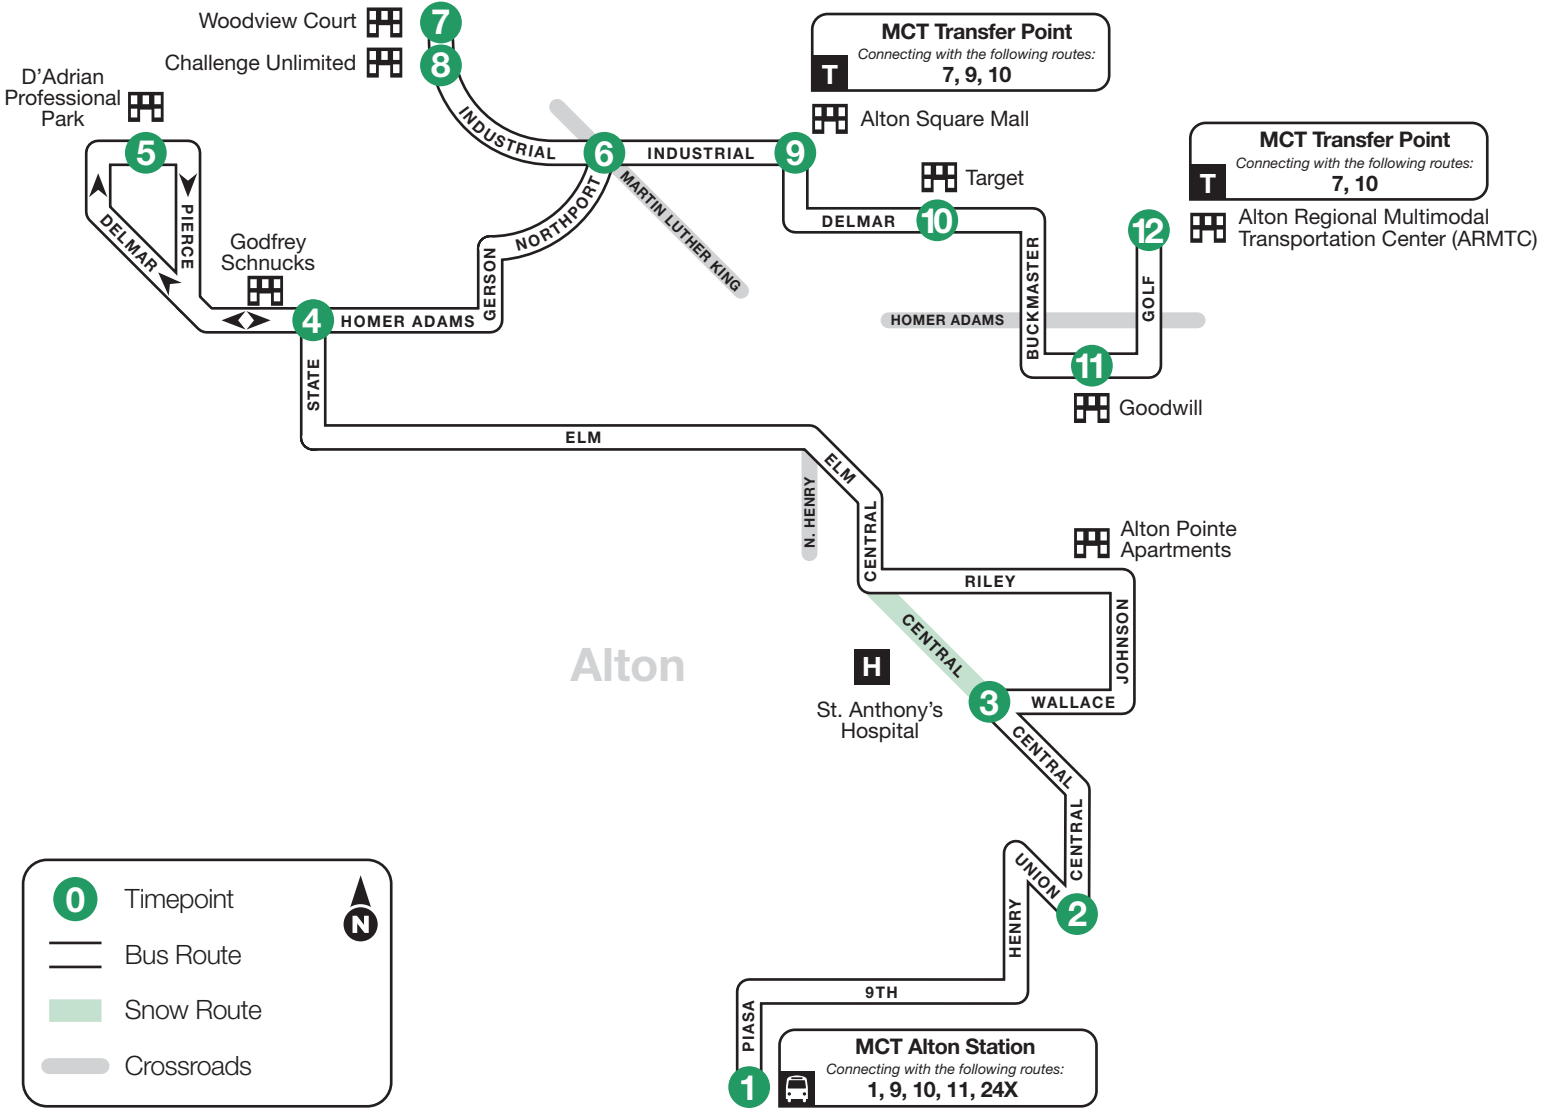 Woodview Court
7
Challenge Unlimited
8
MCT Transfer Point
Connecting with the following routes:
7, 9, 10
T
D'Adrian
Professional
Park
5
INDUSTRIAL
6
INDUSTRIAL
9
Alton Square Mall
MCT Transfer Point
Connecting with the following routes:
7, 10
T
Target
10
DELMAR
12
Alton Regional Multimodal
Transportation Center (ARMTC)
MARTIN LUTHER KING
NORTHPORT
PIERCE
DELMAR
Godfrey
Schnucks
GERSON
4
HOMER ADAMS
HOMER ADAMS
BUCKMASTER
GOLF
11
Goodwill
STATE
ELM
ELM
N. HENRY
CENTRAL
Alton Pointe
Apartments
RILEY
JOHNSON
CENTRAL
Alton
H
St. Anthony's
Hospital
3
WALLACE
CENTRAL
CENTRAL
UNION
2
HENRY
9TH
PIASA
1
MCT Alton Station
Connecting with the following routes:
1, 9, 10, 11, 24X
0
Timepoint
N
Bus Route
Snow Route
Crossroads